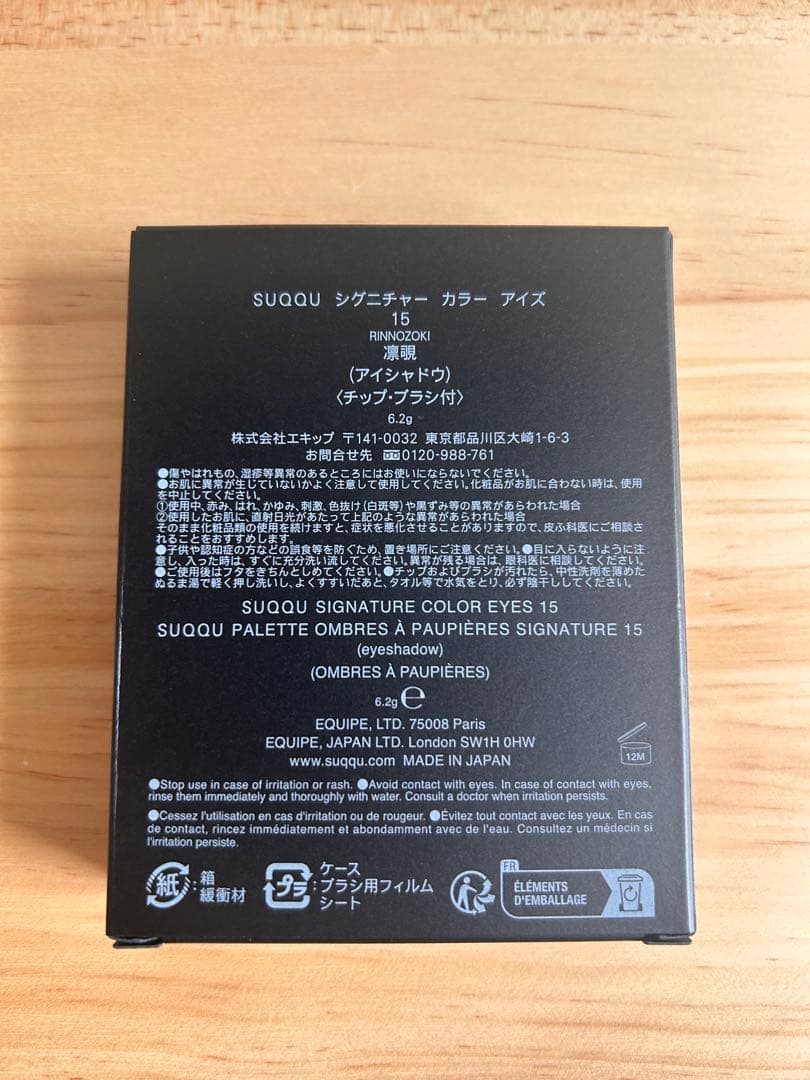 SUQQU シグニチャー カラー アイズ
15
RINNOZOKI
凛覗
(アイシャドウ)
〈チップ・ブラシ付〉
6.2g
株式会社エキップ 〒141-0032 東京都品川区大崎1-6-3
お問合せ先 0120-988-761
●傷やはれもの、湿疹等異常のあるところにはお使いにならないでください。
●お肌に異常が生じていないかよく注意して使用してください。化粧品がお肌に合わない時は、使用
を中止してください。
①使用中、赤み、はれ、かゆみ、刺激、色抜け(白斑等)や黒ずみ等の異常があらわれた場合
②使用したお肌に、直射日光があたって上記のような異常があらわれた場合
そのまま化粧品類の使用を続けますと、症状を悪化させることがありますので、皮ふ科医にご相談さ
れることをおすすめします。
●子供や認知症の方などの誤食等を防ぐため、置き場所にご注意ください。●目に入らないように注
意し、入った時は、すぐに充分洗い流してください。異常が残る場合は、眼科医に相談してください。
●ご使用後はフタをきちんとしめてください。●チップおよびブラシが汚れたら、中性洗剤を薄めた
ぬるま湯で軽く押し洗いし、よくすすいだあと、タオル等で水気をとり、必ず陰干ししてください。
SUQQU SIGNATURE COLOR EYES 15
SUQQU PALETTE OMBRES À PAUPIÈRES SIGNATURE 15
(eyeshadow)
(OMBRES À PAUPIÈRES)
6.2g ℮
EQUIPE, LTD. 75008 Paris
EQUIPE, JAPAN LTD. London SW1H 0HW
www.suqqu.com MADE IN JAPAN
12M
●Stop use in case of irritation or rash. ●Avoid contact with eyes. In case of contact with eyes,
rinse them immediately and thoroughly with water. Consult a doctor when irritation persists.
●Cessez l'utilisation en cas d'irritation ou de rougeur. ●Évitez tout contact avec les yeux. En cas
de contact, rincez immédiatement et abondamment avec de l'eau. Consultez un médecin si
l'irritation persiste.
紙:箱
緩衝材
プラ:ケース
ブラシ用フィルム
シート
FR
ÉLÉMENTS
D'EMBALLAGE